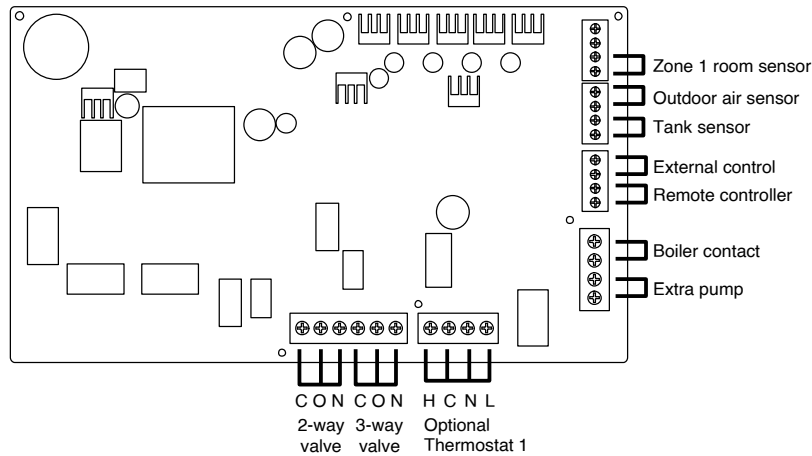 Zone 1 room sensor
Outdoor air sensor
Tank sensor
External control
Remote controller
Boiler contact
Extra pump
C O N C O N H C N L
2-way 3-way Optional
valve valve Thermostat 1